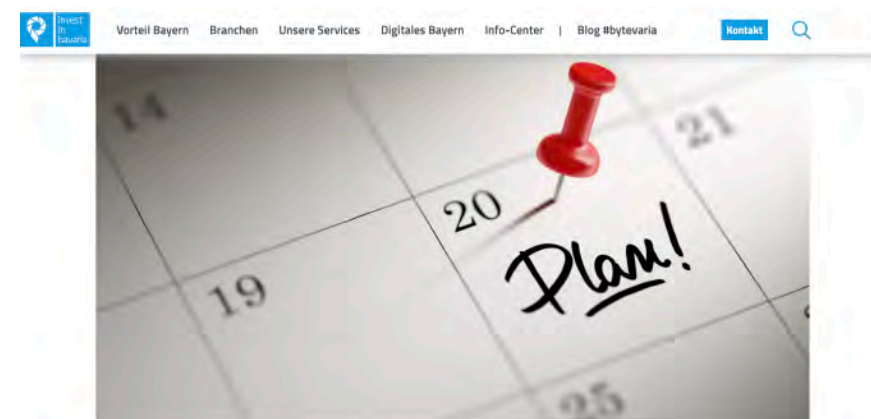 invest
in
bavaria
Vorteil Bayern Branchen Unsere Services Digitales Bayern Info-Center | Blog #bytevaria Kontakt
14
21
20
Plan!
19
25